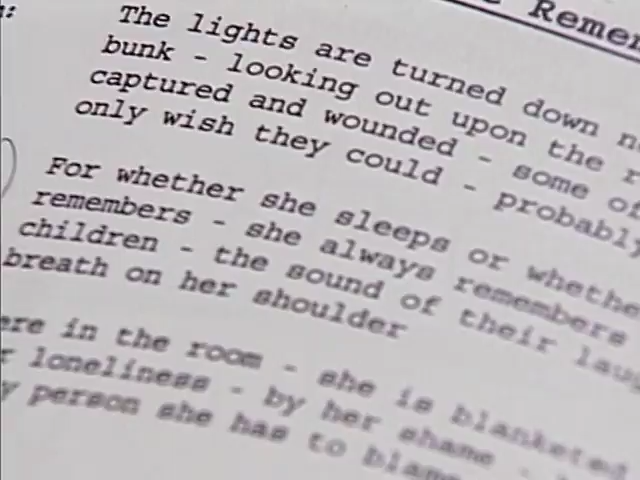 Remem
The lights are turned down
bunk - looking out upon the
captured and wounded - some of
only wish they could - probably
For whether she sleeps or whethe
remembers - she always remembers
children - the sound of their laug
breath on her shoulder
ere in the room - she is blanketed
loneliness - by her shame -
y person she has to blame